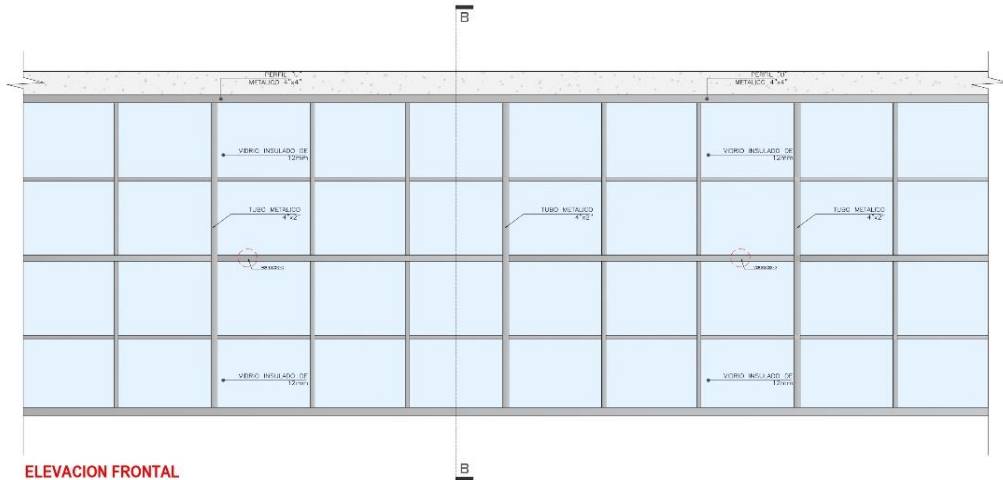 B
PERFIL "U"
METALICO 4"x4"
PERFIL "U"
METALICO 4"x4"
VIDRIO INSULADO DE
12mm
VIDRIO INSULADO DE
12mm
TUBO METALICO
4"x2"
TUBO METALICO
4"x2"
TUBO METALICO
4"x2"
VIDRIO INSULADO DE
12mm
VIDRIO INSULADO DE
12mm
ELEVACION FRONTAL
B